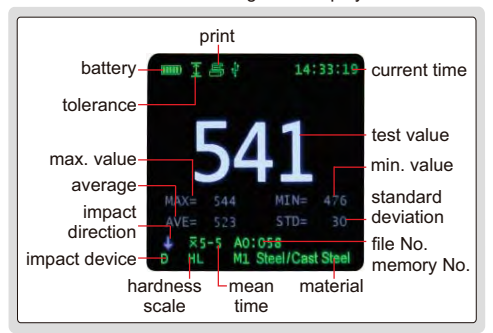 print
battery
14:33:19
current time
tolerance
541
test value
max. value
min. value
average
MAX= 544 MIN= 476
standard
deviation
AVE= 523 STD= 30
impact
direction
x̄5-5 A0:058
file No.
impact device
D HL M1 Steel/Cast Steel
memory No.
hardness
scale
mean
time
material